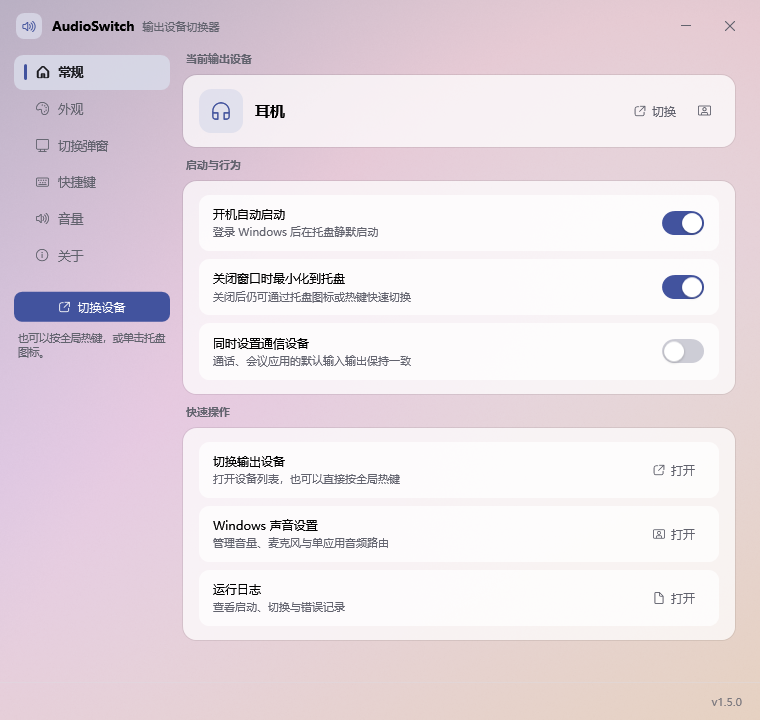 AudioSwitch 输出设备切换器
常规
外观
切换弹窗
快捷键
音量
关于
切换设备
也可以按全局热键，或单击托盘
图标。
当前输出设备
耳机
切换
启动与行为
开机自动启动
登录 Windows 后在托盘静默启动
关闭窗口时最小化到托盘
关闭后仍可通过托盘图标或热键快速切换
同时设置通信设备
通话、会议应用的默认输入输出保持一致
快速操作
切换输出设备
打开设备列表，也可以直接按全局热键
打开
Windows 声音设置
管理音量、麦克风与单应用音频路由
打开
运行日志
查看启动、切换与错误记录
打开
v1.5.0